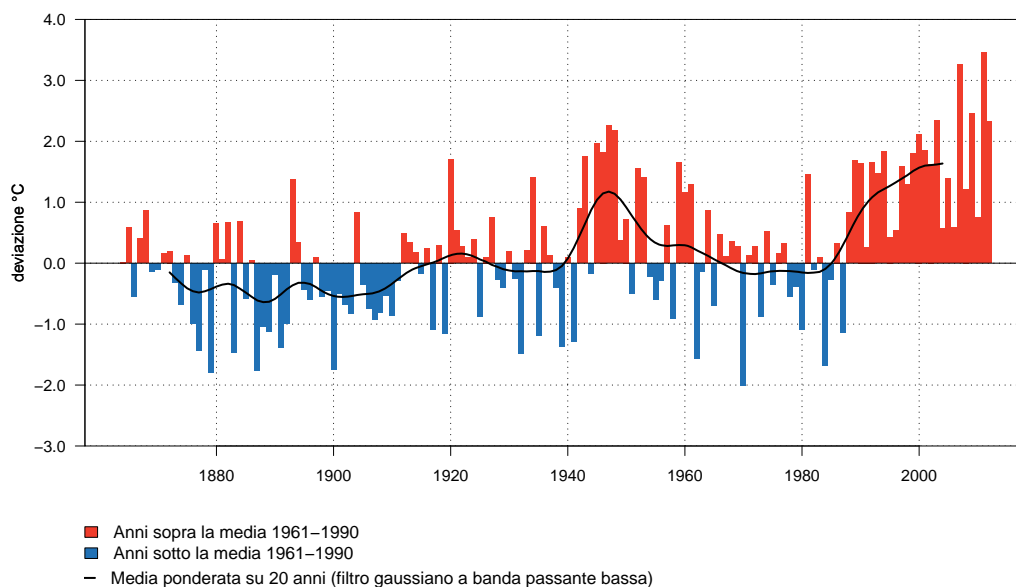 4.0
3.0
2.0
1.0
0.0
−1.0
−2.0
−3.0
deviazione °C
1880 1900 1920 1940 1960 1980 2000
Anni sopra la media 1961−1990
Anni sotto la media 1961−1990
Media ponderata su 20 anni (filtro gaussiano a banda passante bassa)